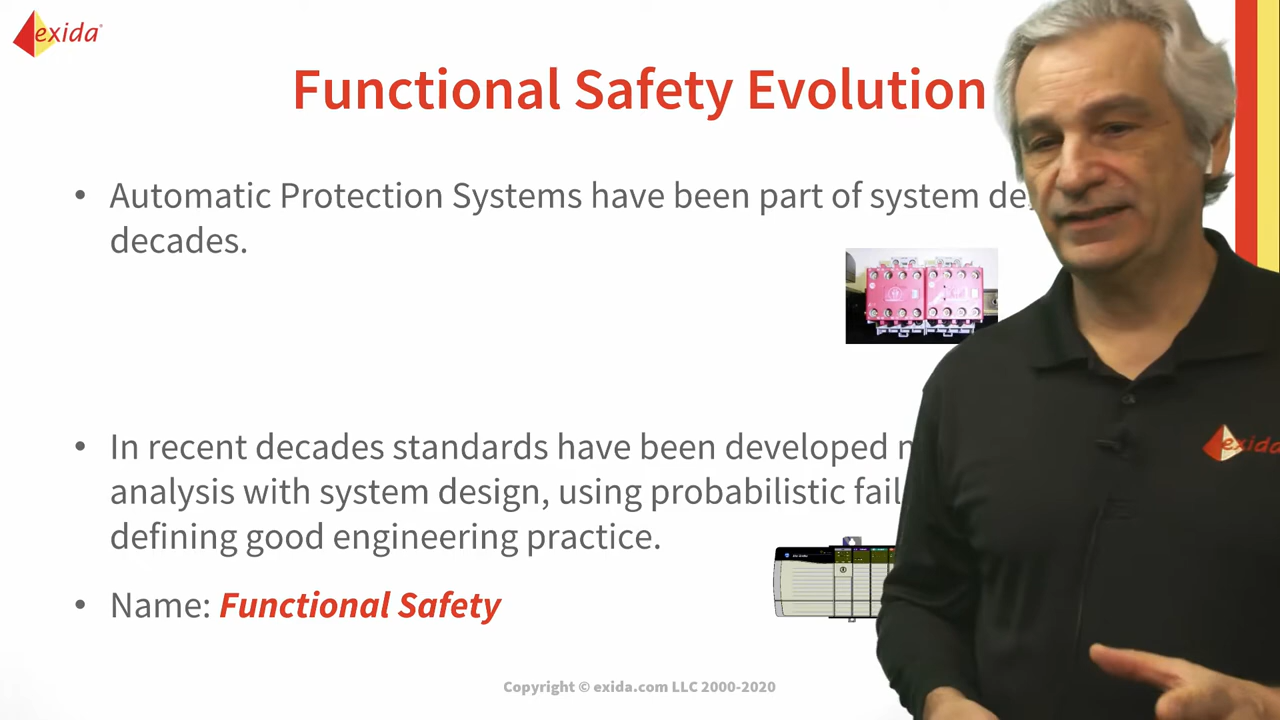 exida
Functional Safety Evolution
• Automatic Protection Systems have been part of system
decades.
• In recent decades standards have been developed
analysis with system design, using probabilistic
defining good engineering practice.
• Name: Functional Safety
exida
Copyright © exida.com LLC 2000-2020